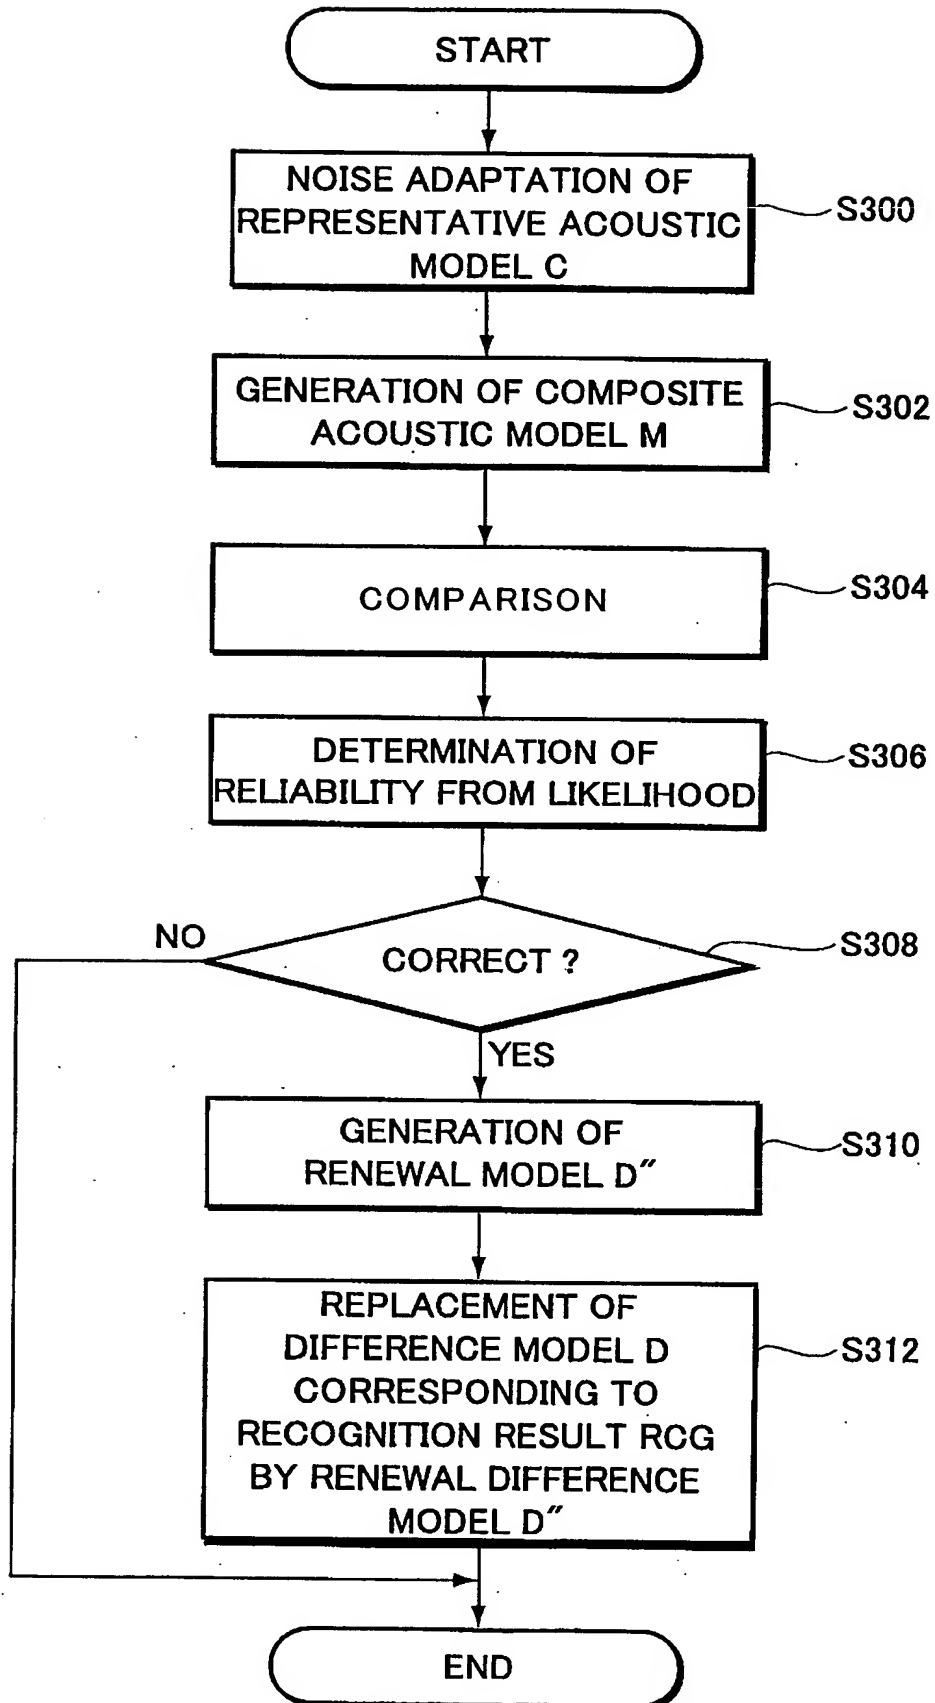 START
NOISE ADAPTATION OF
REPRESENTATIVE ACOUSTIC
MODEL C
S300
GENERATION OF COMPOSITE
ACOUSTIC MODEL M
S302
COMPARISON
S304
DETERMINATION OF
RELIABILITY FROM LIKELIHOOD
S306
CORRECT ?
S308
NO
YES
GENERATION OF
RENEWAL MODEL D″
S310
REPLACEMENT OF
DIFFERENCE MODEL D
CORRESPONDING TO
RECOGNITION RESULT RCG
BY RENEWAL DIFFERENCE
MODEL D″
S312
END